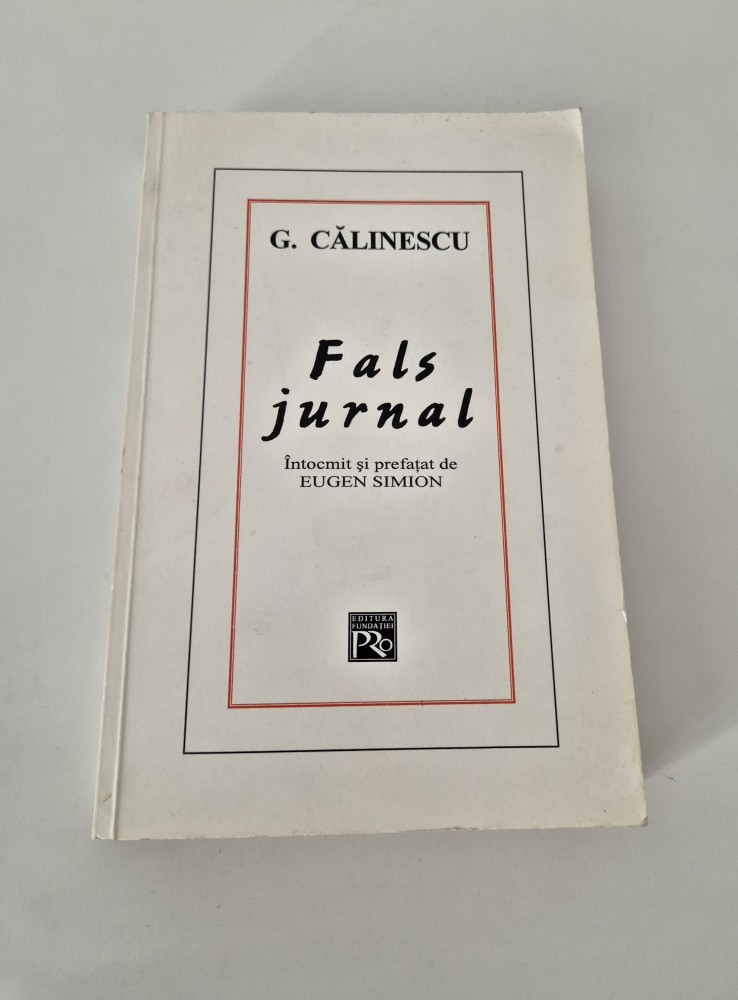 G. CĂLINESCU
Fals
jurnal
Întocmit şi prefaţat de
EUGEN SIMION
EDITURA
FUNDAŢIEI
PRO